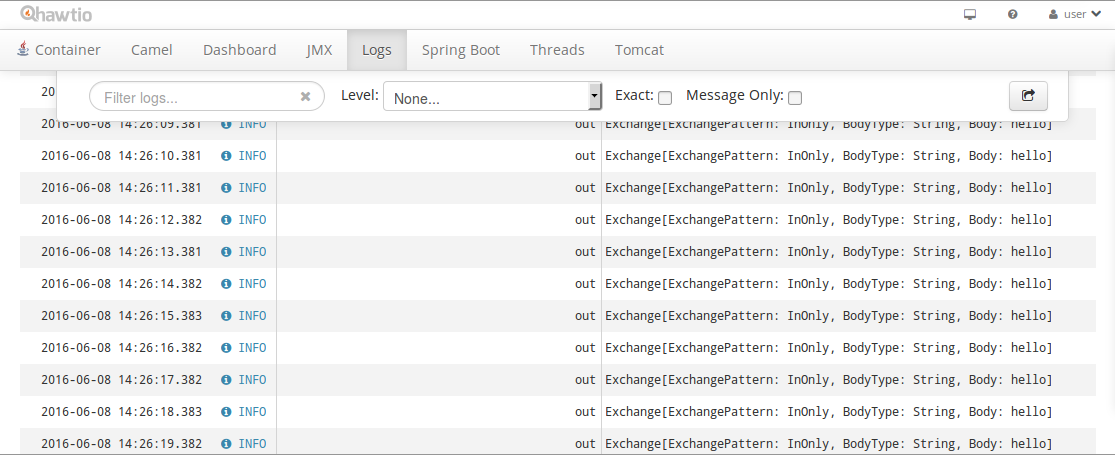 hawtio
user
Container Camel Dashboard JMX Logs Spring Boot Threads Tomcat
Filter logs... Level: None... Exact: Message Only:
20
2016-06-08 14:26:09.381 INFO out Exchange[ExchangePattern: InOnly, BodyType: String, Body: hello]
2016-06-08 14:26:10.381 INFO out Exchange[ExchangePattern: InOnly, BodyType: String, Body: hello]
2016-06-08 14:26:11.381 INFO out Exchange[ExchangePattern: InOnly, BodyType: String, Body: hello]
2016-06-08 14:26:12.382 INFO out Exchange[ExchangePattern: InOnly, BodyType: String, Body: hello]
2016-06-08 14:26:13.381 INFO out Exchange[ExchangePattern: InOnly, BodyType: String, Body: hello]
2016-06-08 14:26:14.382 INFO out Exchange[ExchangePattern: InOnly, BodyType: String, Body: hello]
2016-06-08 14:26:15.383 INFO out Exchange[ExchangePattern: InOnly, BodyType: String, Body: hello]
2016-06-08 14:26:16.382 INFO out Exchange[ExchangePattern: InOnly, BodyType: String, Body: hello]
2016-06-08 14:26:17.382 INFO out Exchange[ExchangePattern: InOnly, BodyType: String, Body: hello]
2016-06-08 14:26:18.383 INFO out Exchange[ExchangePattern: InOnly, BodyType: String, Body: hello]
2016-06-08 14:26:19.382 INFO out Exchange[ExchangePattern: InOnly, BodyType: String, Body: hello]